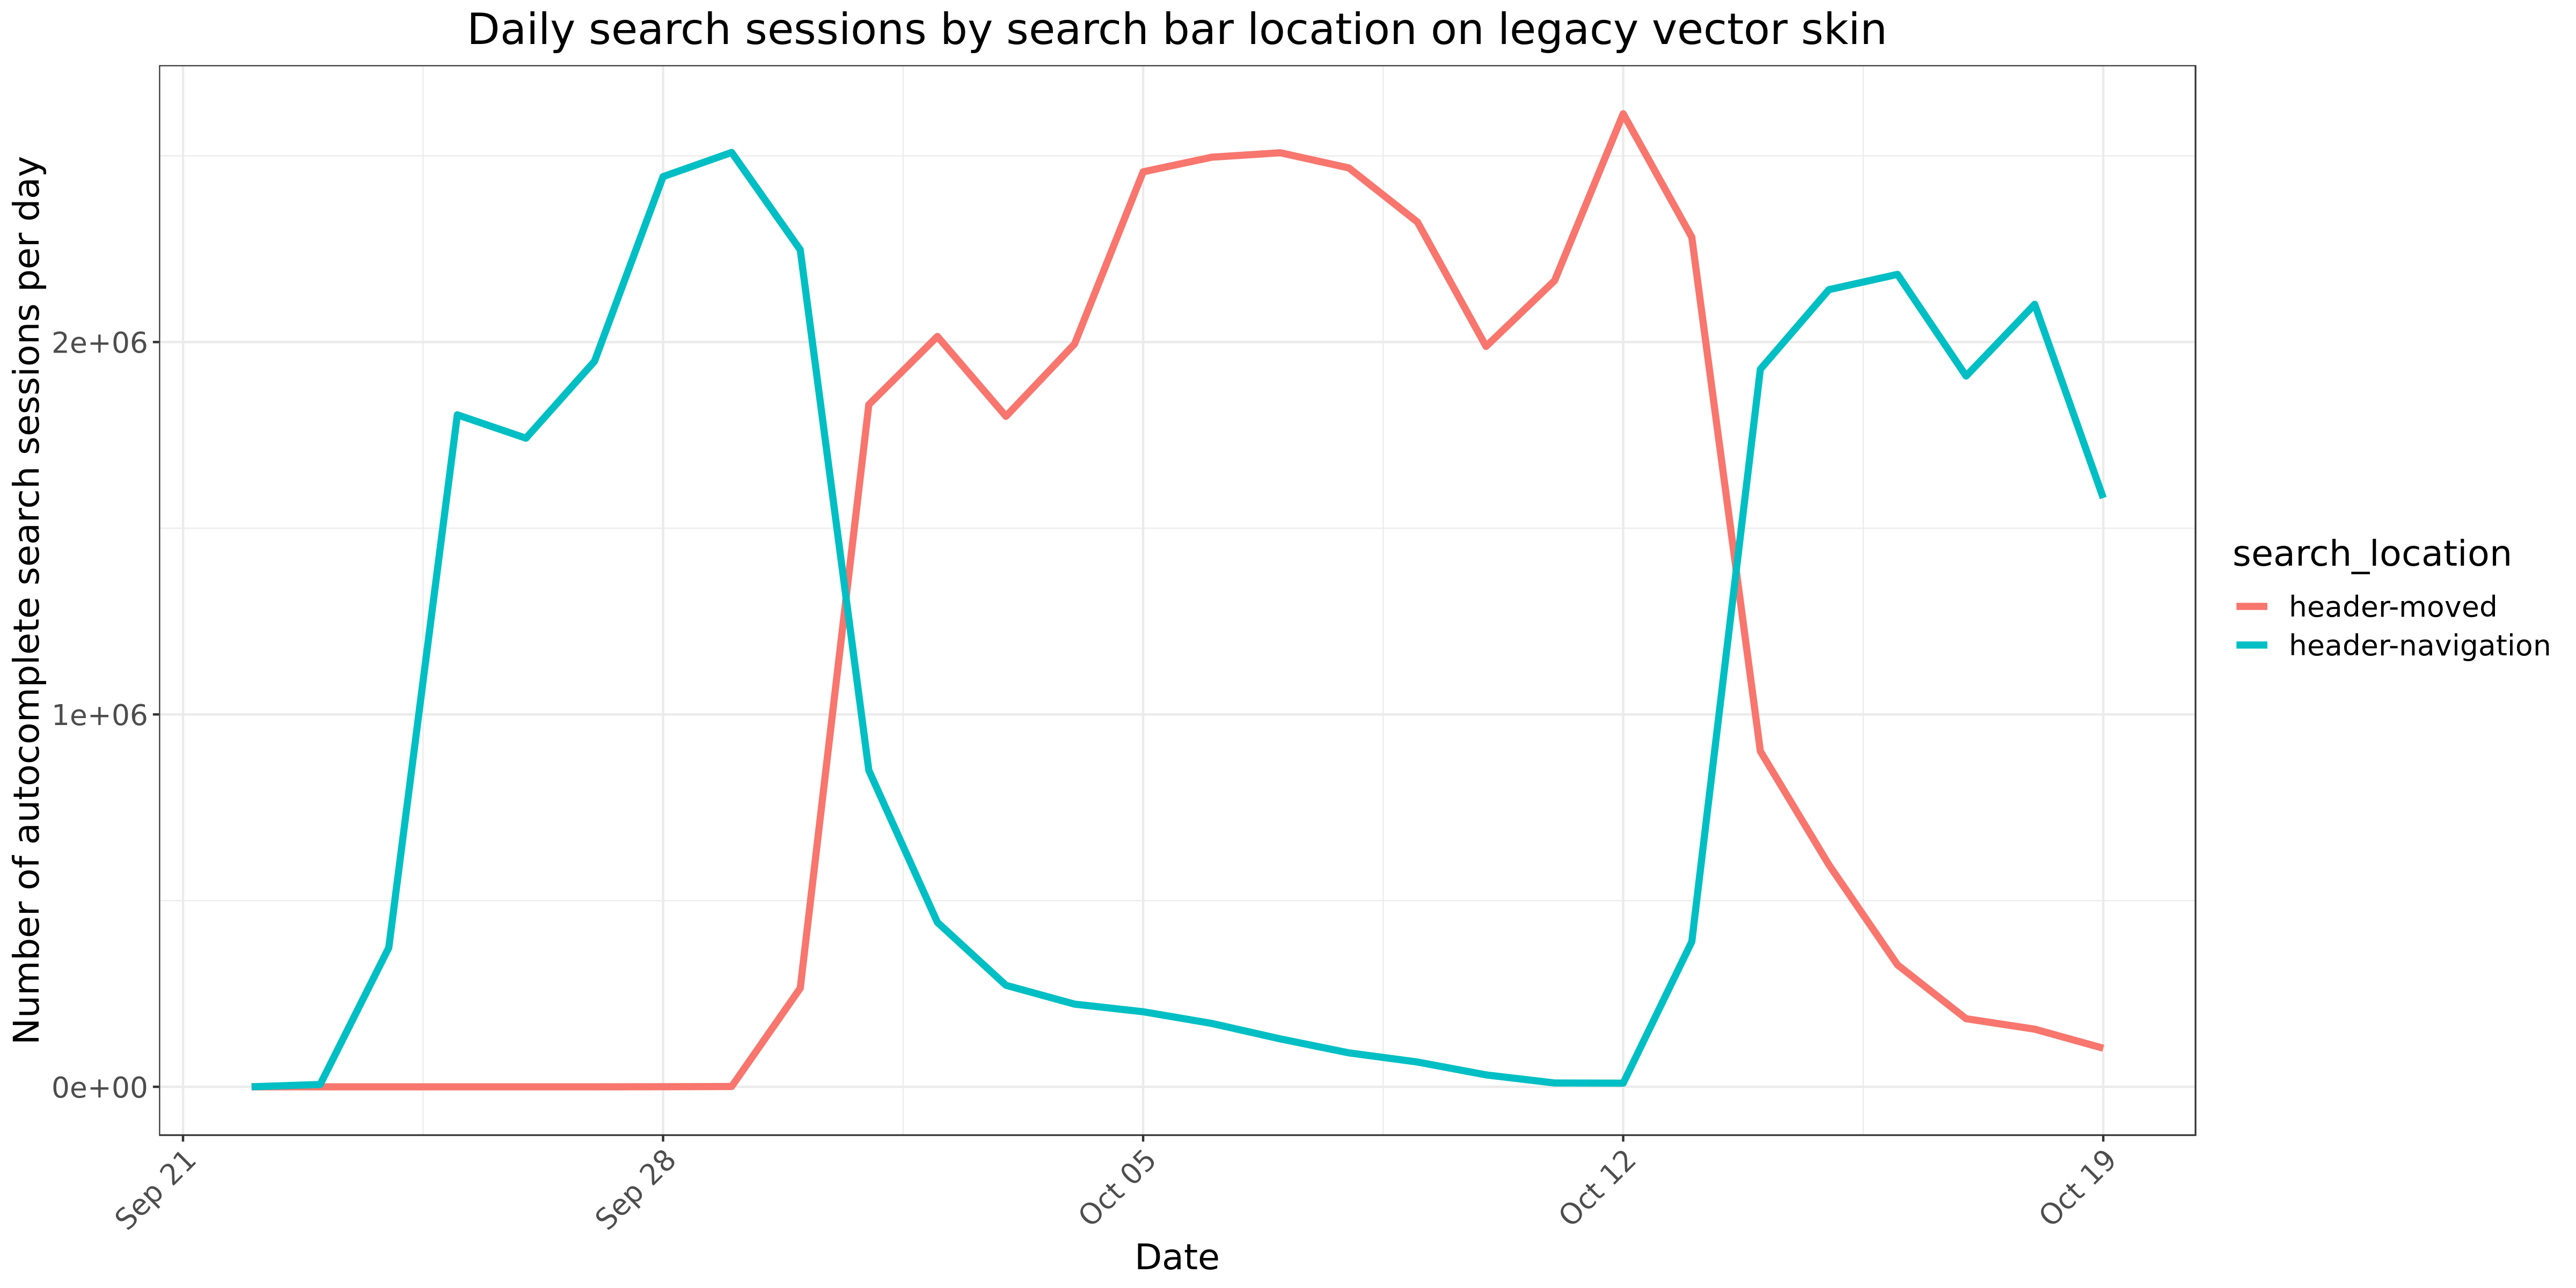 Daily search sessions by search bar location on legacy vector skin
Number of autocomplete search sessions per day
2e+06
1e+06
0e+00
Sep 21
Sep 28
Oct 05
Oct 12
Oct 19
Date
search_location
header-moved
header-navigation